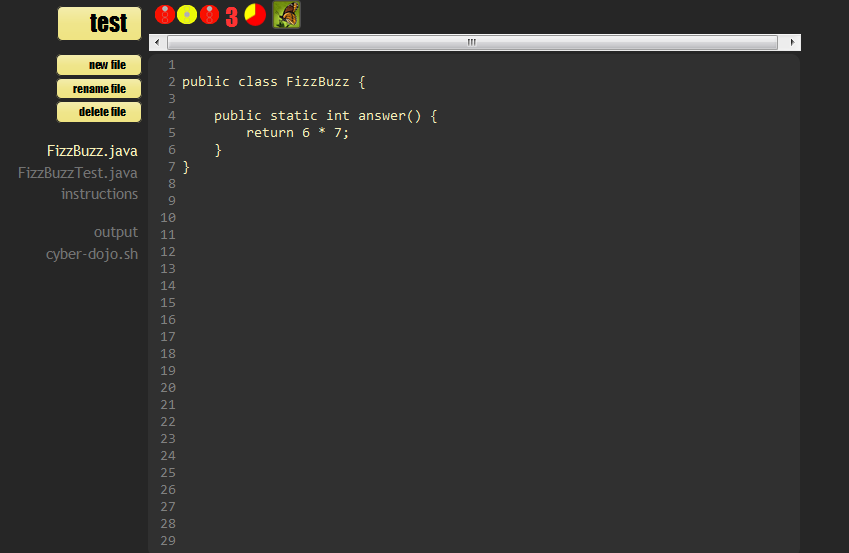 test
3
new file
rename file
delete file
FizzBuzz.java
FizzBuzzTest.java
instructions
output
cyber-dojo.sh
1
2 public class FizzBuzz {
3
4 public static int answer() {
5 return 6 * 7;
6 }
7 }
8
9
10
11
12
13
14
15
16
17
18
19
20
21
22
23
24
25
26
27
28
29